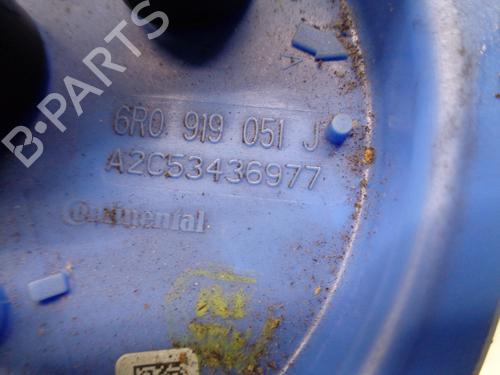 6R0 919 051 J
A2C53436977
Continental
B-PARTS